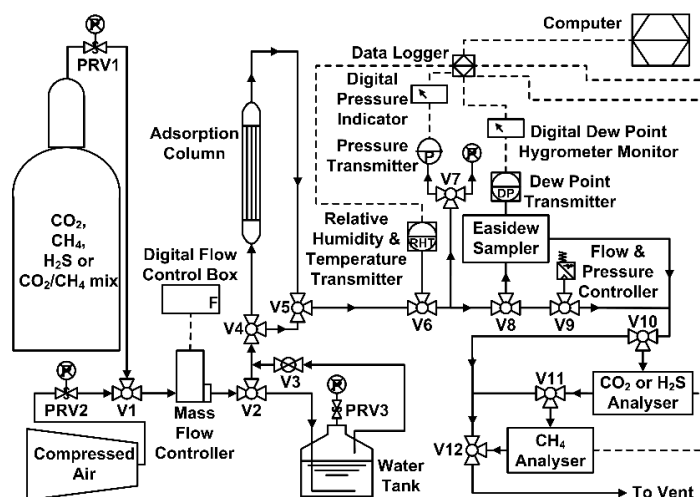 PRV1
Computer
Data Logger
Digital
Pressure
Indicator
Adsorption
Column
Pressure
Transmitter
P
Digital Dew Point
Hygrometer Monitor
V7
DP
Dew Point
Transmitter
CO₂,
CH₄,
H₂S or
CO₂/CH₄ mix
Relative
Humidity &
Temperature
Transmitter
RHT
Easidew
Sampler
Flow &
Pressure
Controller
Digital Flow
Control Box
F
V5
V4
V6
V8
V9
V10
V3
PRV2
V1
Mass
Flow
Controller
V2
PRV3
V11
CO₂ or H₂S
Analyser
Compressed
Air
Water
Tank
V12
CH₄
Analyser
To Vent